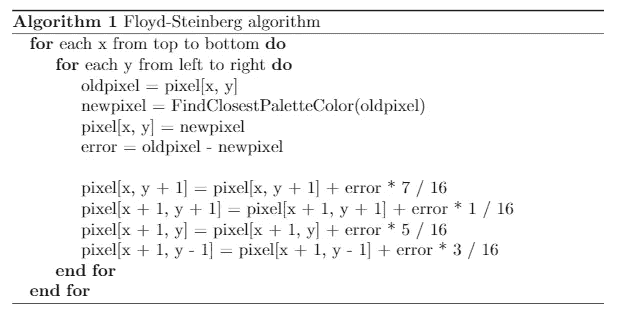 Algorithm 1 Floyd-Steinberg algorithm
for each x from top to bottom do
for each y from left to right do
oldpixel = pixel[x, y]
newpixel = FindClosestPaletteColor(oldpixel)
pixel[x, y] = newpixel
error = oldpixel - newpixel
pixel[x, y + 1] = pixel[x, y + 1] + error * 7 / 16
pixel[x + 1, y + 1] = pixel[x + 1, y + 1] + error * 1 / 16
pixel[x + 1, y] = pixel[x + 1, y] + error * 5 / 16
pixel[x + 1, y - 1] = pixel[x + 1, y - 1] + error * 3 / 16
end for
end for